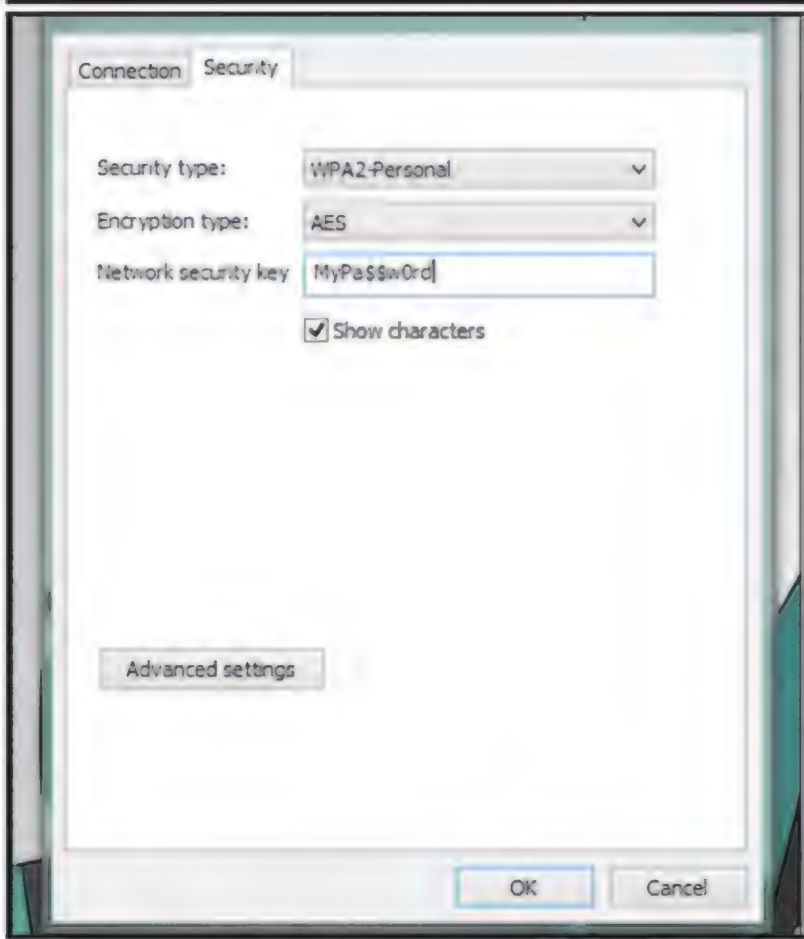 Connection Security
Security type: WPA2-Personal
Encryption type: AES
Network security key MyPa$$w0rd
Show characters
Advanced settings
OK Cancel